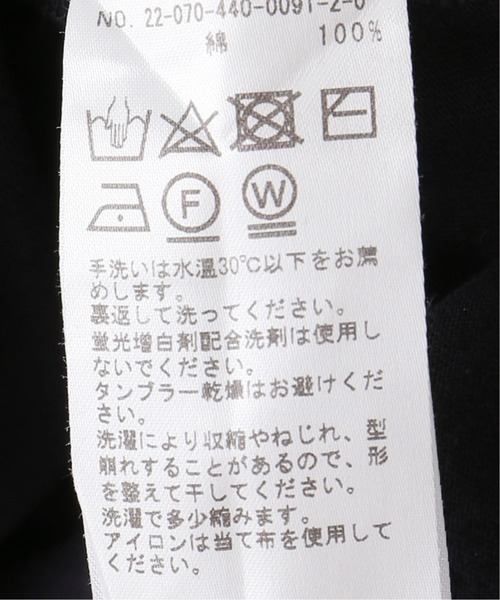 NO. 22-070-440-0091-2-0
綿 100%
F W
手洗いは水温30℃以下をお薦
めします。
裏返して洗ってください。
蛍光増白剤配合洗剤は使用し
ないでください。
タンブラー乾燥はお避けくだ
さい。
洗濯により収縮やねじれ、型
崩れすることがあるので、形
を整えて干してください。
洗濯で多少縮みます。
アイロンは当て布を使用して
ください。